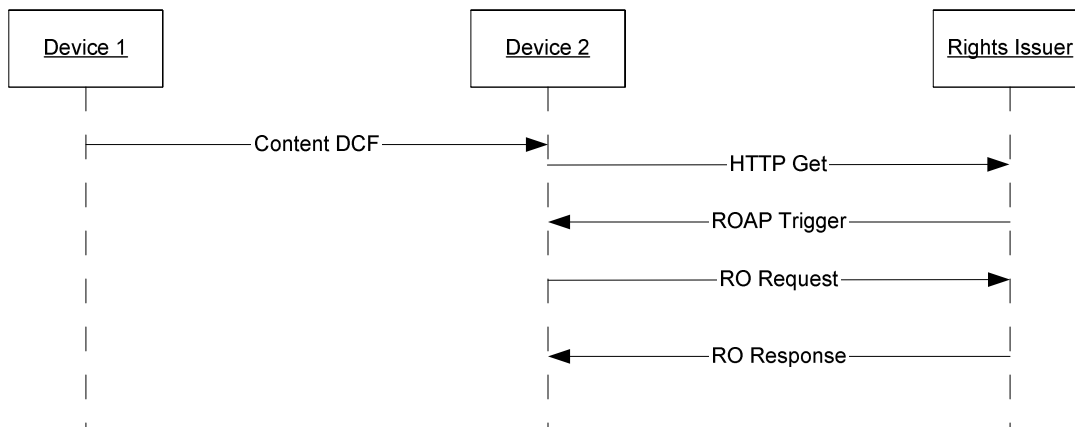 Device 1
Device 2
Rights Issuer
Content DCF
HTTP Get
ROAP Trigger
RO Request
RO Response